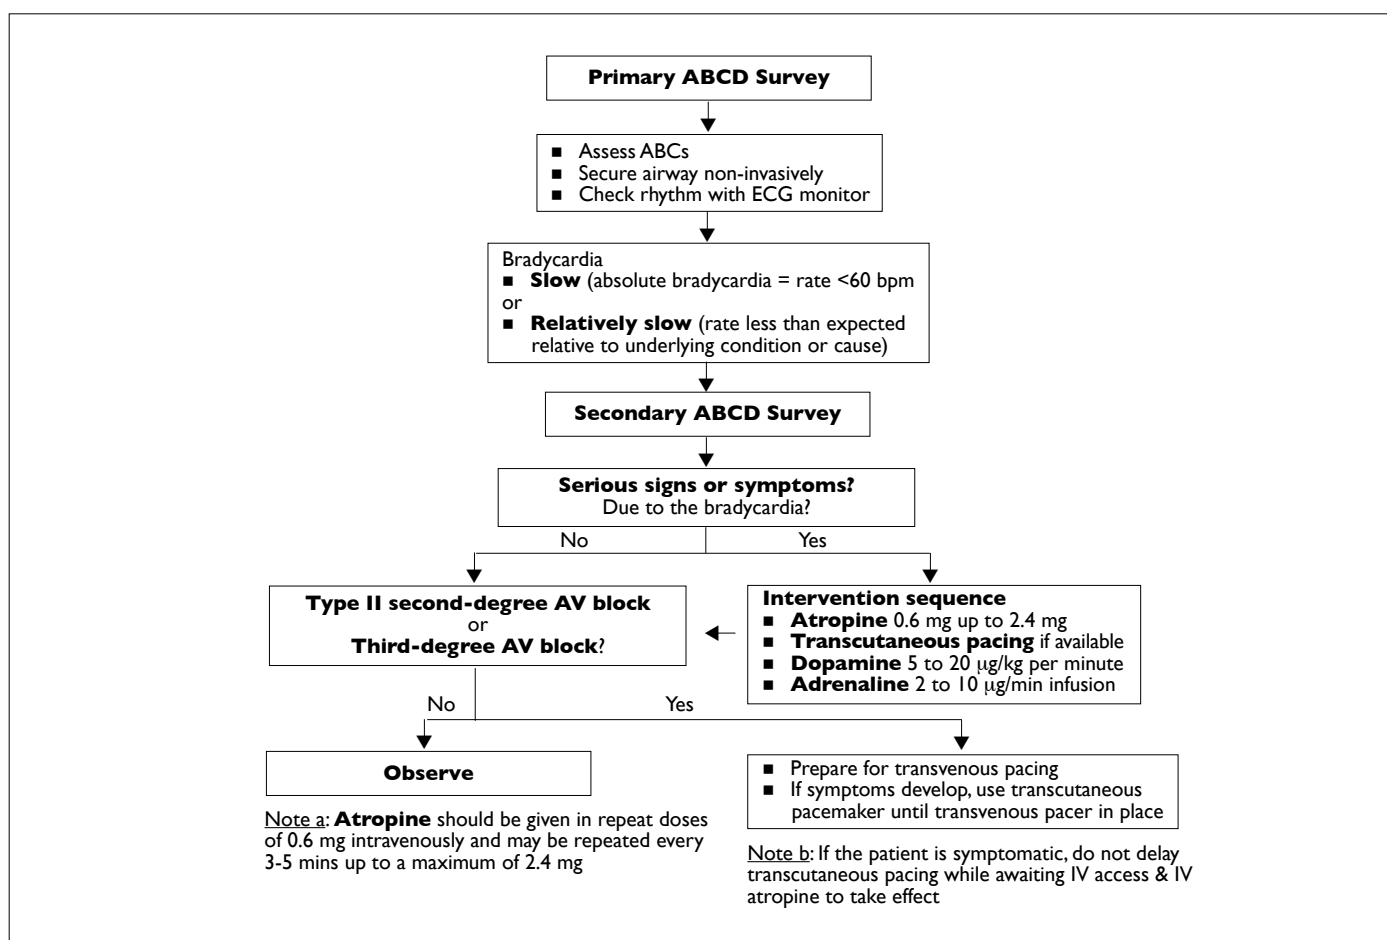 Primary ABCD Survey
■ Assess ABCs
■ Secure airway non-invasively
■ Check rhythm with ECG monitor
Bradycardia
■ Slow (absolute bradycardia = rate <60 bpm
or
■ Relatively slow (rate less than expected
relative to underlying condition or cause)
Secondary ABCD Survey
Serious signs or symptoms?
Due to the bradycardia?
No
Yes
Type II second-degree AV block
or
Third-degree AV block?
Intervention sequence
■ Atropine 0.6 mg up to 2.4 mg
■ Transcutaneous pacing if available
■ Dopamine 5 to 20 μg/kg per minute
■ Adrenaline 2 to 10 μg/min infusion
No
Yes
Observe
Note a: Atropine should be given in repeat doses
of 0.6 mg intravenously and may be repeated every
3-5 mins up to a maximum of 2.4 mg
■ Prepare for transvenous pacing
■ If symptoms develop, use transcutaneous
pacemaker until transvenous pacer in place
Note b: If the patient is symptomatic, do not delay
transcutaneous pacing while awaiting IV access & IV
atropine to take effect